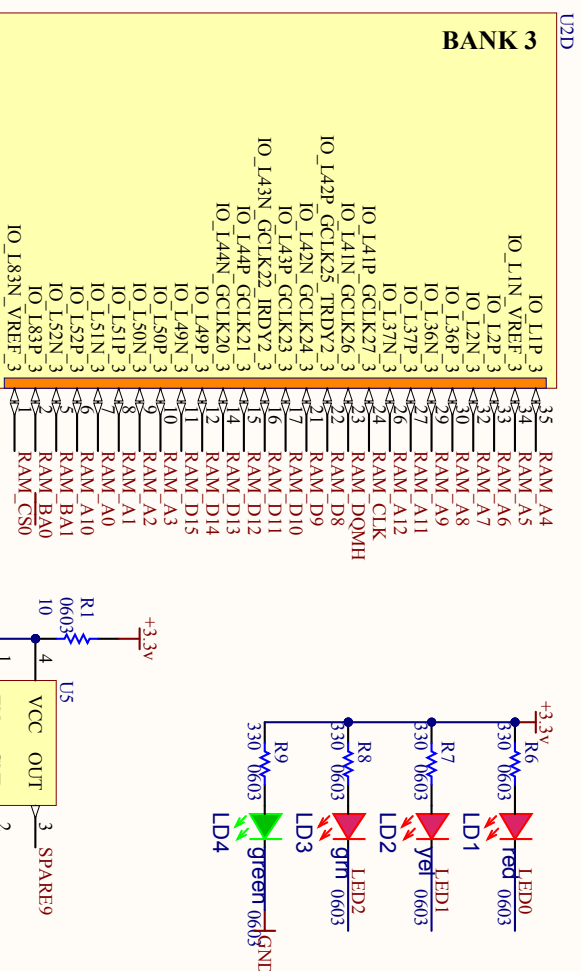 U2D
BANK 3
IO_L1P_3 35 RAM_A4
IO_L1N_VREF_3 34 RAM_A5
IO_L2P_3 33 RAM_A6
IO_L2N_3 32 RAM_A7
IO_L36P_3 30 RAM_A8
IO_L36N_3 29 RAM_A9
IO_L37P_3 27 RAM_A11
IO_L37N_3 26 RAM_A12
IO_L41P_GCLK27_3 24 RAM_CLK
IO_L41N_GCLK26_3 23 RAM_DQMH
IO_L42P_GCLK25_TRDY2_3 22 RAM_D8
IO_L42N_GCLK24_3 21 RAM_D9
IO_L43P_GCLK23_3 17 RAM_D10
IO_L43N_GCLK22_IRDY2_3 16 RAM_D11
IO_L44P_GCLK21_3 15 RAM_D12
IO_L44N_GCLK20_3 14 RAM_D13
IO_L49P_3 12 RAM_D14
IO_L49N_3 11 RAM_D15
IO_L50P_3 10 RAM_A3
IO_L50N_3 9 RAM_A2
IO_L51P_3 8 RAM_A1
IO_L51N_3 7 RAM_A0
IO_L52P_3 6 RAM_A10
IO_L52N_3 5 RAM_BA1
IO_L83P_3 2 RAM_BA0
IO_L83N_VREF_3 1 RAM_CS0
+3.3v
R6 LED0
330 0603 red 0603
LD1
R7 LED1
330 0603 yel 0603
LD2
R8 LED2
330 0603 grn 0603
LD3
R9 GND
330 0603 green 0603
LD4
+3.3v
R1
0603
10
U5
4 VCC OUT 3 SPARE9
1 2